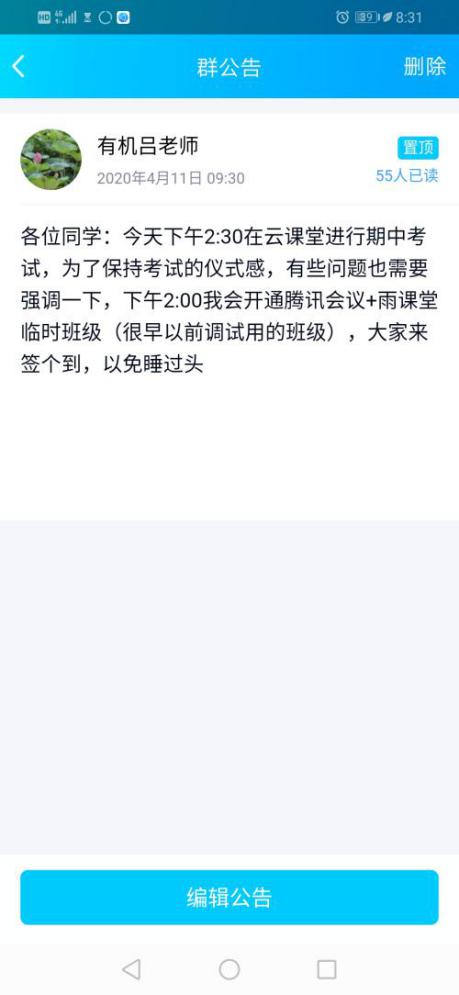 HD 4G 89 8:31
群公告 删除
有机吕老师 置顶
2020年4月11日 09:30 55人已读
各位同学：今天下午2:30在云课堂进行期中考
试，为了保持考试的仪式感，有些问题也需要
强调一下，下午2:00我会开通腾讯会议+雨课堂
临时班级（很早以前调试用的班级），大家来
签个到，以免睡过头
编辑公告